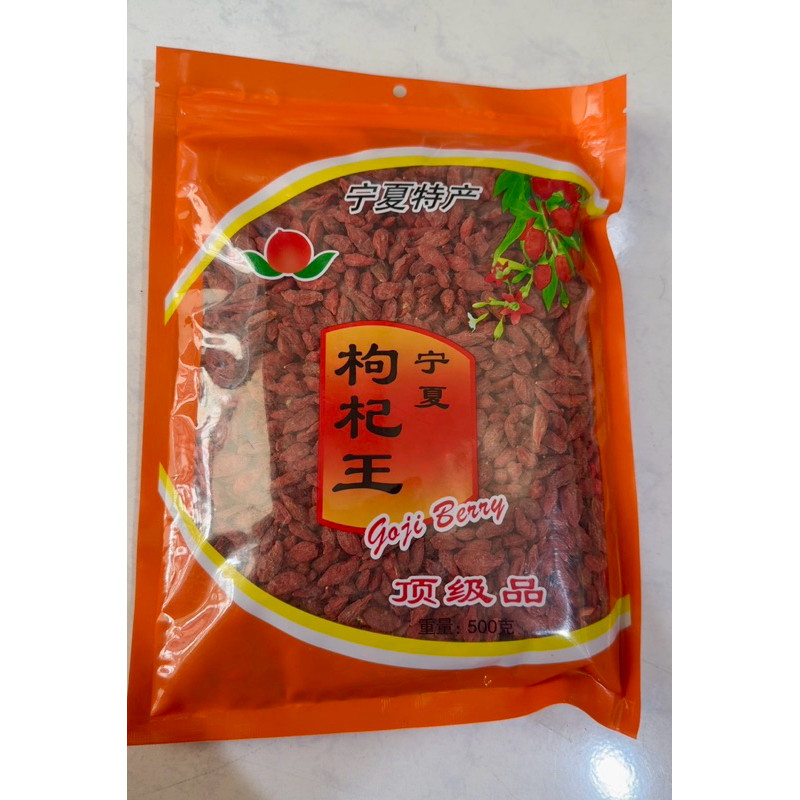 宁夏特产
宁夏
枸杞王
Goji Berry
顶级品
重量：500克